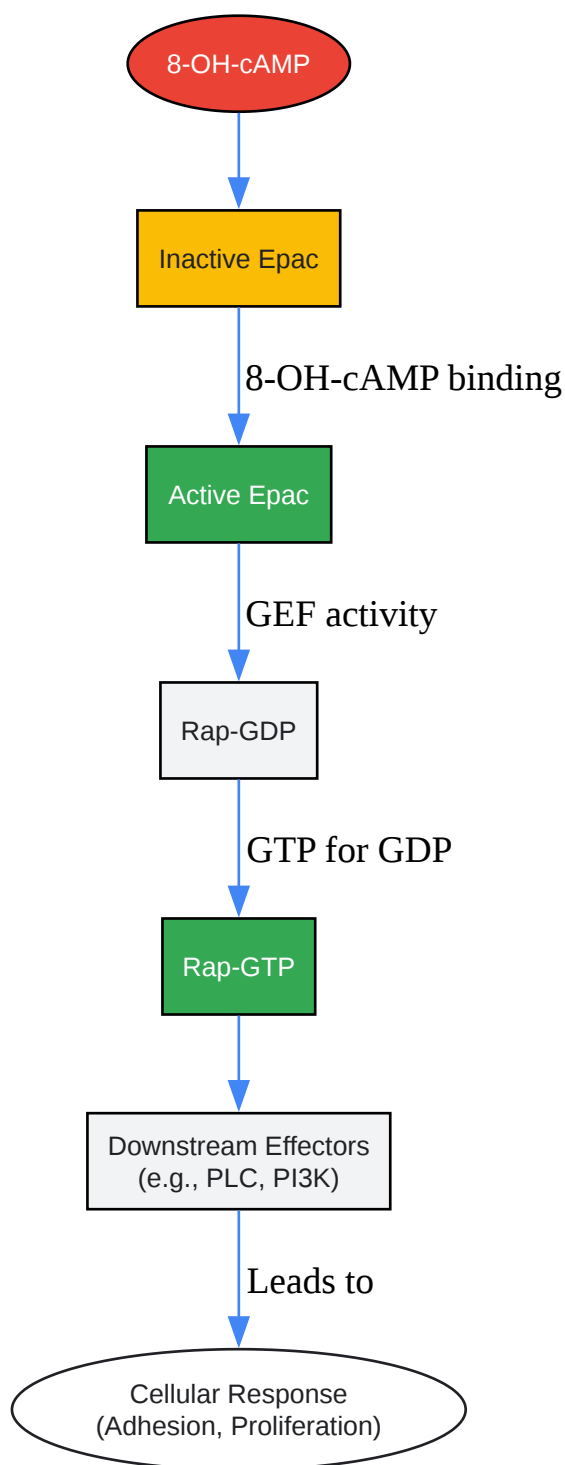 8-OH-cAMP
Inactive Epac
8-OH-cAMP binding
Active Epac
GEF activity
Rap-GDP
GTP for GDP
Rap-GTP
Downstream Effectors
(e.g., PLC, PI3K)
Leads to
Cellular Response
(Adhesion, Proliferation)